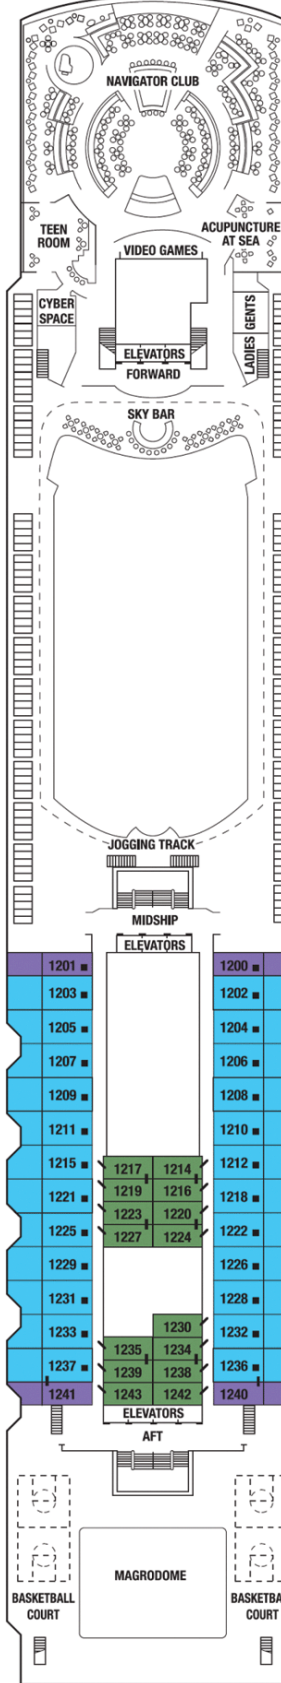 NAVIGATOR CLUB
TEEN
ROOM
ACUPUNCTURE
AT SEA
VIDEO GAMES
CYBER
SPACE
LADIES GENTS
ELEVATORS
FORWARD
SKY BAR
JOGGING TRACK
MIDSHIP
ELEVATORS
1201 1200
1203 1202
1205 1204
1207 1206
1209 1208
1211 1210
1215 1217 1214 1212
1221 1219 1216 1218
1225 1223 1220 1222
1227 1224
1229 1226
1231 1228
1233 1230 1232
1237 1235 1234 1236
1239 1238
1241 1243 1242 1240
ELEVATORS
AFT
MAGRODOME
BASKETBALL
COURT
BASKETBA
COURT